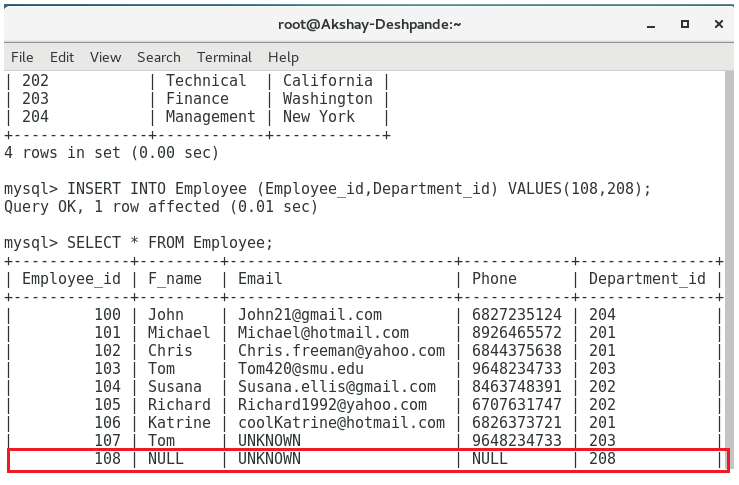 root@Akshay-Deshpande:~
File Edit View Search Terminal Help
| 202           | Technical  | California |
| 203           | Finance    | Washington |
| 204           | Management | New York   |
+---------------+------------+------------+
4 rows in set (0.00 sec)
mysql> INSERT INTO Employee (Employee_id,Department_id) VALUES(108,208);
Query OK, 1 row affected (0.01 sec)
mysql> SELECT * FROM Employee;
+-------------+---------+-------------------------+------------+---------------+
| Employee_id | F_name  | Email                   | Phone      | Department_id |
+-------------+---------+-------------------------+------------+---------------+
|         100 | John    | John21@gmail.com        | 6827235124 | 204           |
|         101 | Michael | Michael@hotmail.com     | 8926465572 | 201           |
|         102 | Chris   | Chris.freeman@yahoo.com | 6844375638 | 201           |
|         103 | Tom     | Tom420@smu.edu          | 9648234733 | 203           |
|         104 | Susana  | Susana.ellis@gmail.com  | 8463748391 | 202           |
|         105 | Richard | Richard1992@yahoo.com   | 6707631747 | 202           |
|         106 | Katrine | coolKatrine@hotmail.com | 6826373721 | 201           |
|         107 | Tom     | UNKNOWN                 | 9648234733 | 203           |
|         108 | NULL    | UNKNOWN                 | NULL       | 208           |